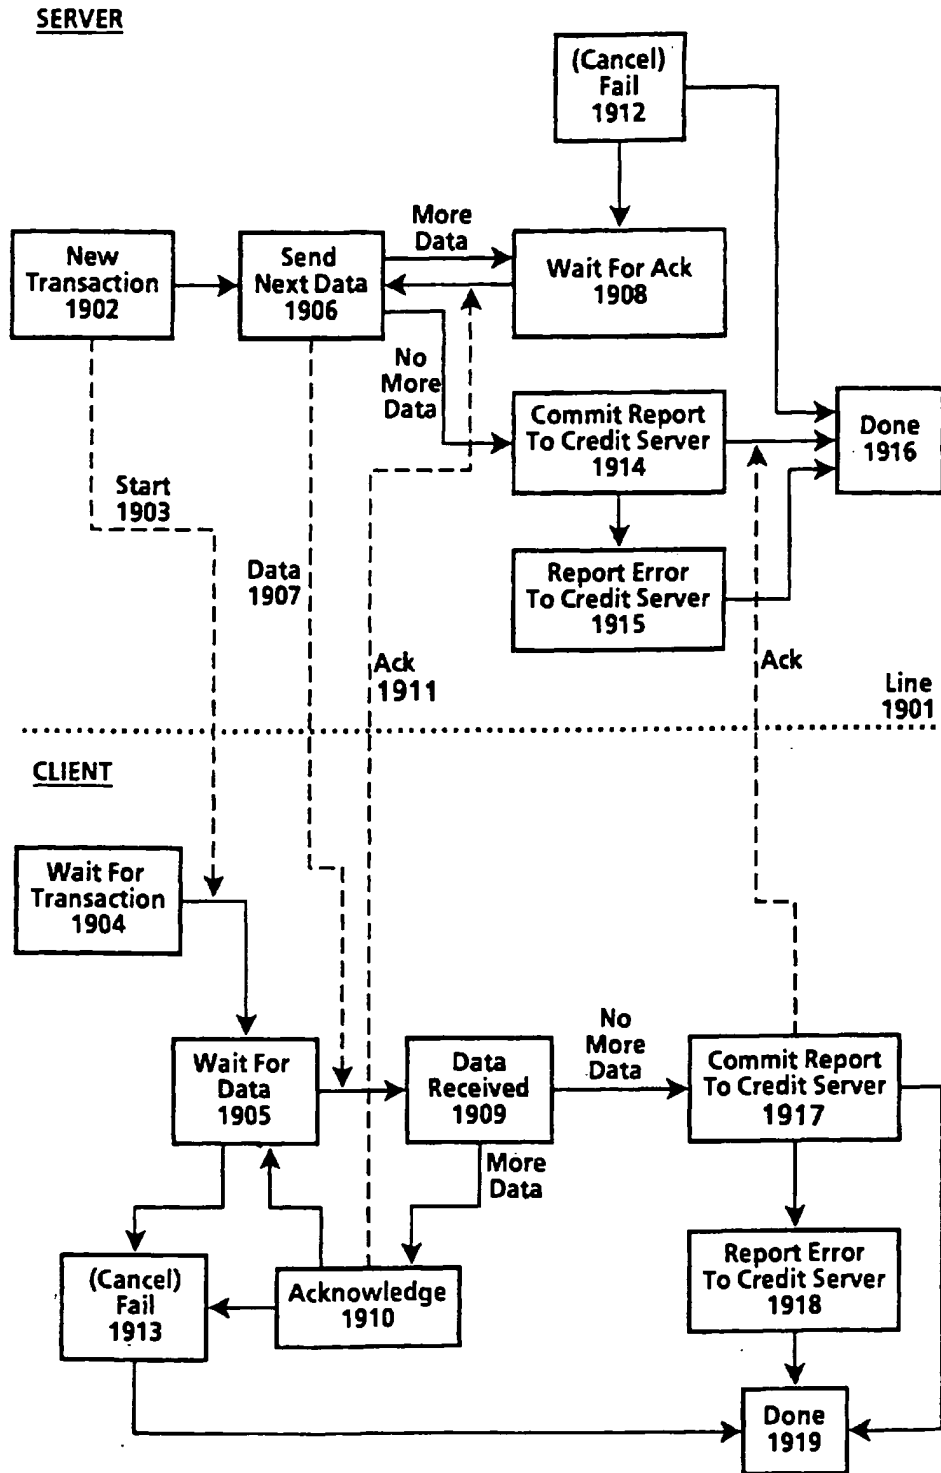 SERVER
(Cancel)
Fail
1912
More
Data
New
Transaction
1902
Send
Next Data
1906
Wait For Ack
1908
No
More
Data
Commit Report
To Credit Server
1914
Done
1916
Start
1903
Data
1907
Report Error
To Credit Server
1915
Ack
1911
Ack
Line
1901
CLIENT
Wait For
Transaction
1904
Wait For
Data
1905
Data
Received
1909
No
More
Data
Commit Report
To Credit Server
1917
More
Data
(Cancel)
Fail
1913
Acknowledge
1910
Report Error
To Credit Server
1918
Done
1919